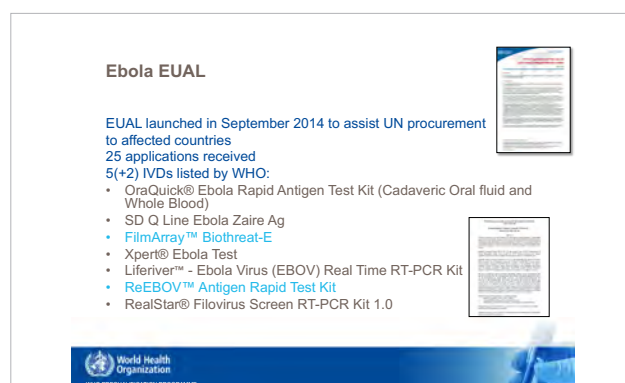 Ebola EUAL
EUAL launched in September 2014 to assist UN procurement
to affected countries
25 applications received
5(+2) IVDs listed by WHO:
• OraQuick® Ebola Rapid Antigen Test Kit (Cadaveric Oral fluid and
Whole Blood)
• SD Q Line Ebola Zaire Ag
• FilmArray™ Biothreat-E
• Xpert® Ebola Test
• Liferiver™ - Ebola Virus (EBOV) Real Time RT-PCR Kit
• ReEBOV™ Antigen Rapid Test Kit
• RealStar® Filovirus Screen RT-PCR Kit 1.0
World Health
Organization